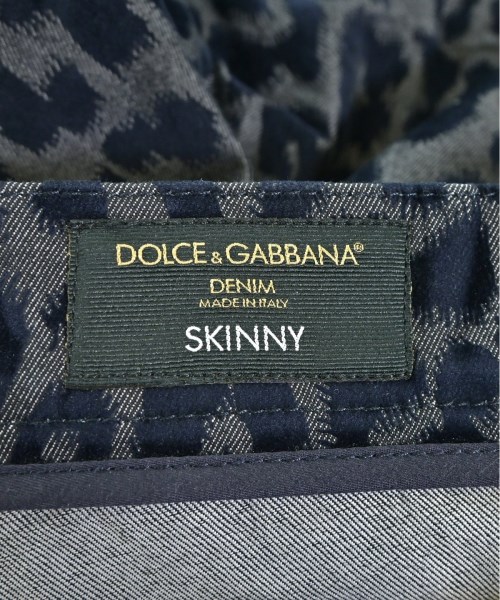 DOLCE & GABBANA®
DENIM
MADE IN ITALY
SKINNY